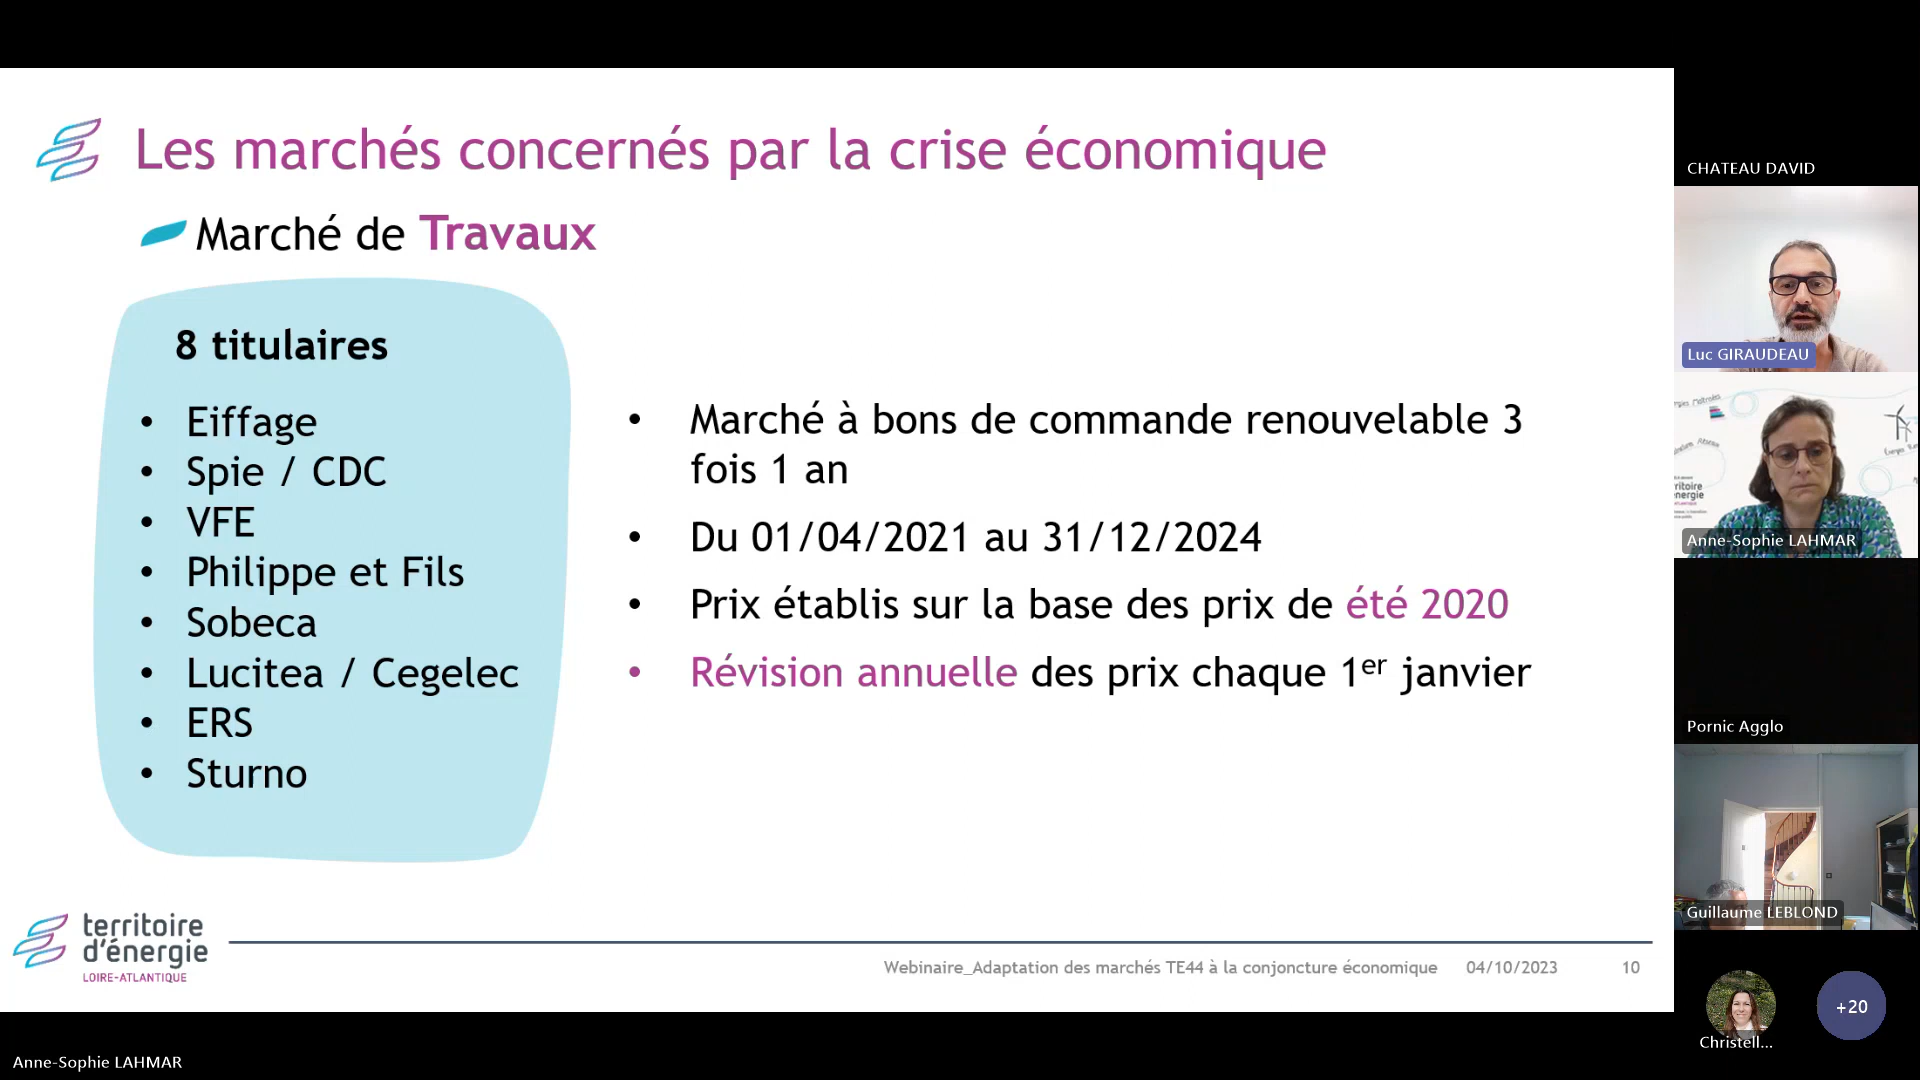 Les marchés concernés par la crise économique
Marché de Travaux
8 titulaires
• Eiffage
• Spie / CDC
• VFE
• Philippe et Fils
• Sobeca
• Lucitea / Cegelec
• ERS
• Sturno
• Marché à bons de commande renouvelable 3
fois 1 an
• Du 01/04/2021 au 31/12/2024
• Prix établis sur la base des prix de été 2020
• Révision annuelle des prix chaque 1er janvier
territoire
d'énergie
LOIRE-ATLANTIQUE
Webinaire_Adaptation des marchés TE44 à la conjoncture économique
04/10/2023
10
Anne-Sophie LAHMAR
CHATEAU DAVID
Luc GIRAUDEAU
Anne-Sophie LAHMAR
Pornic Agglo
Guillaume LEBLOND
Christell...
+20